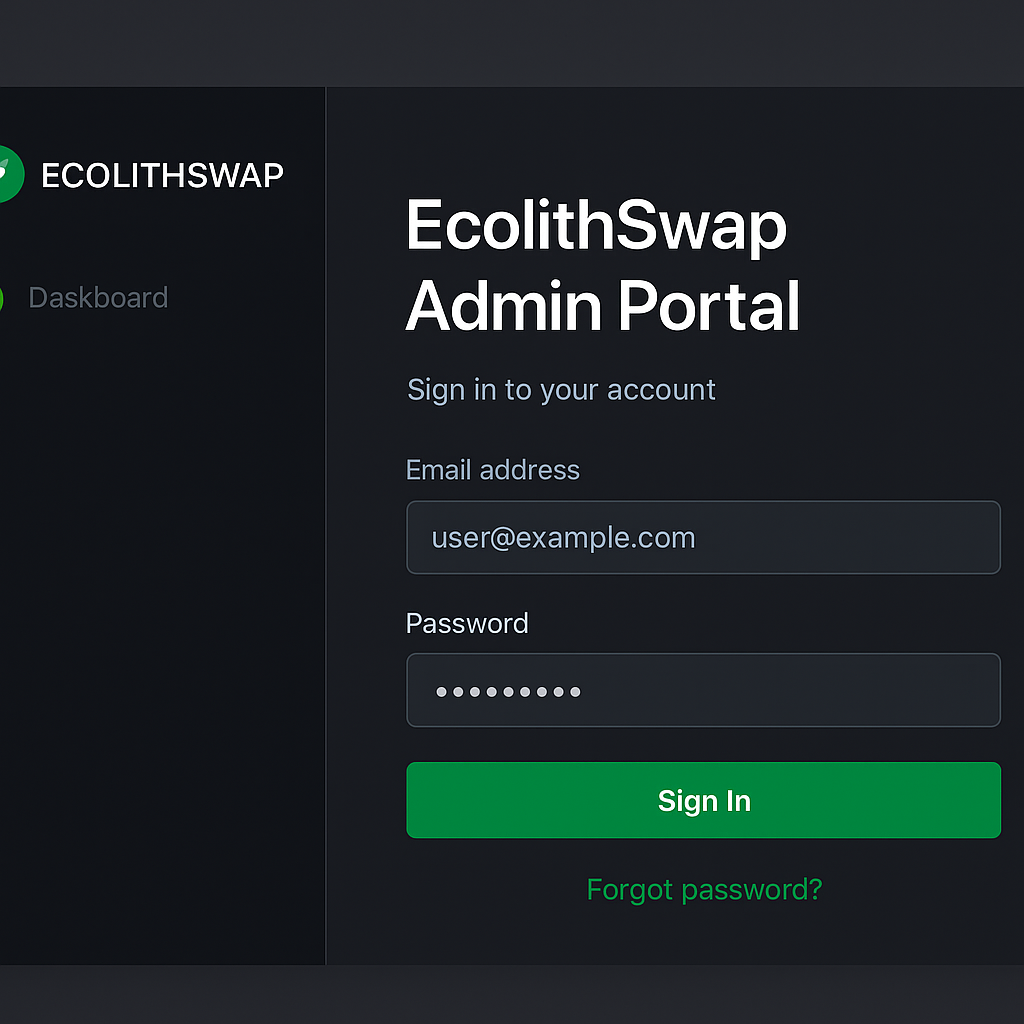 ECOLITHSWAP
Daskboard
EcolithSwap
Admin Portal
Sign in to your account
Email address
user@example.com
Password
•••••••••
Sign In
Forgot password?